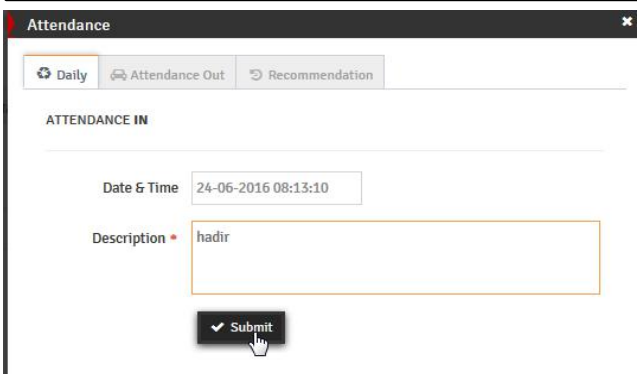 Attendance
Daily Attendance Out Recommendation
ATTENDANCE IN
Date & Time 24-06-2016 08:13:10
Description * hadir
Submit